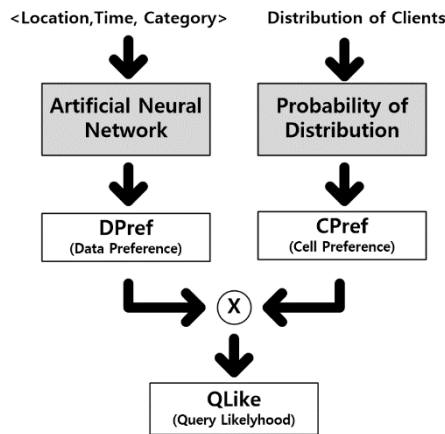 <Location,Time, Category>
Distribution of Clients
Artificial Neural
Network
Probability of
Distribution
DPref
(Data Preference)
CPref
(Cell Preference)
X
QLike
(Query Likelyhood)